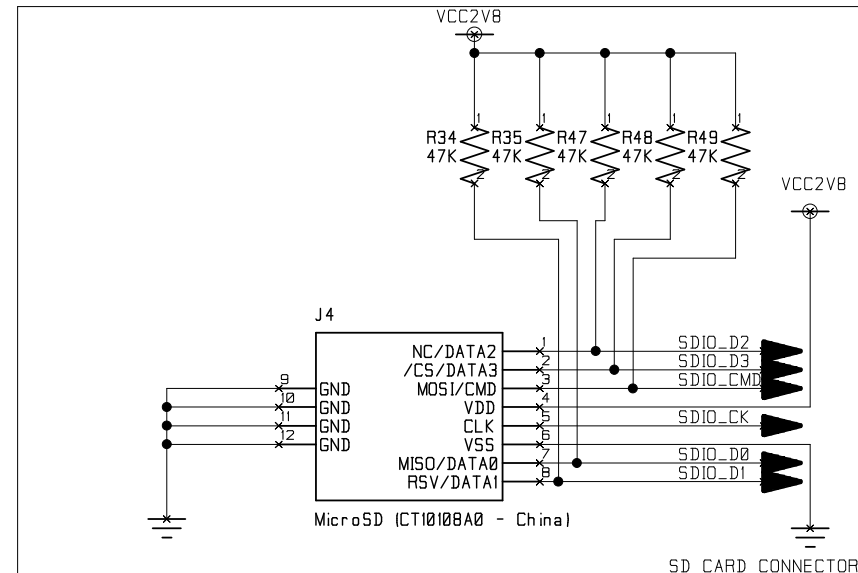 VCC2V8
1 1 1 1 1
R34 R35 R47 R48 R49
47K 47K 47K 47K 47K
2 2 2 2 2
VCC2V8
J4
NC/DATA2 1 SDIO_D2
/CS/DATA3 2 SDIO_D3
9 GND MOSI/CMD 3 SDIO_CMD
10 GND VDD 4
11 GND CLK 5 SDIO_CK
12 GND VSS 6
MISO/DATA0 7 SDIO_D0
RSV/DATA1 8 SDIO_D1
MicroSD (CT10108A0 - China)
SD CARD CONNECTOR